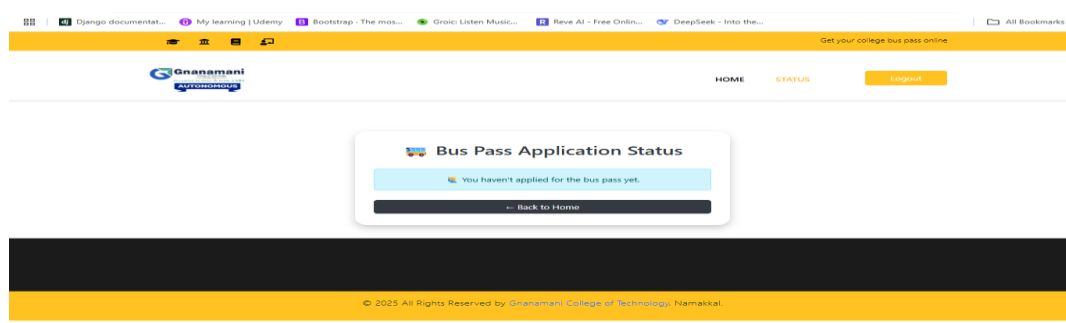 Django documentat...
My learning | Udemy
Bootstrap · The mos...
Groic: Listen Music...
Reve AI - Free Onlin...
DeepSeek - Into the...
All Bookmarks
Get your college bus pass online
Gnanamani
AUTONOMOUS
HOME
STATUS
Logout
Bus Pass Application Status
You haven't applied for the bus pass yet.
← Back to Home
© 2025 All Rights Reserved by Gnanamani College of Technology, Namakkal.